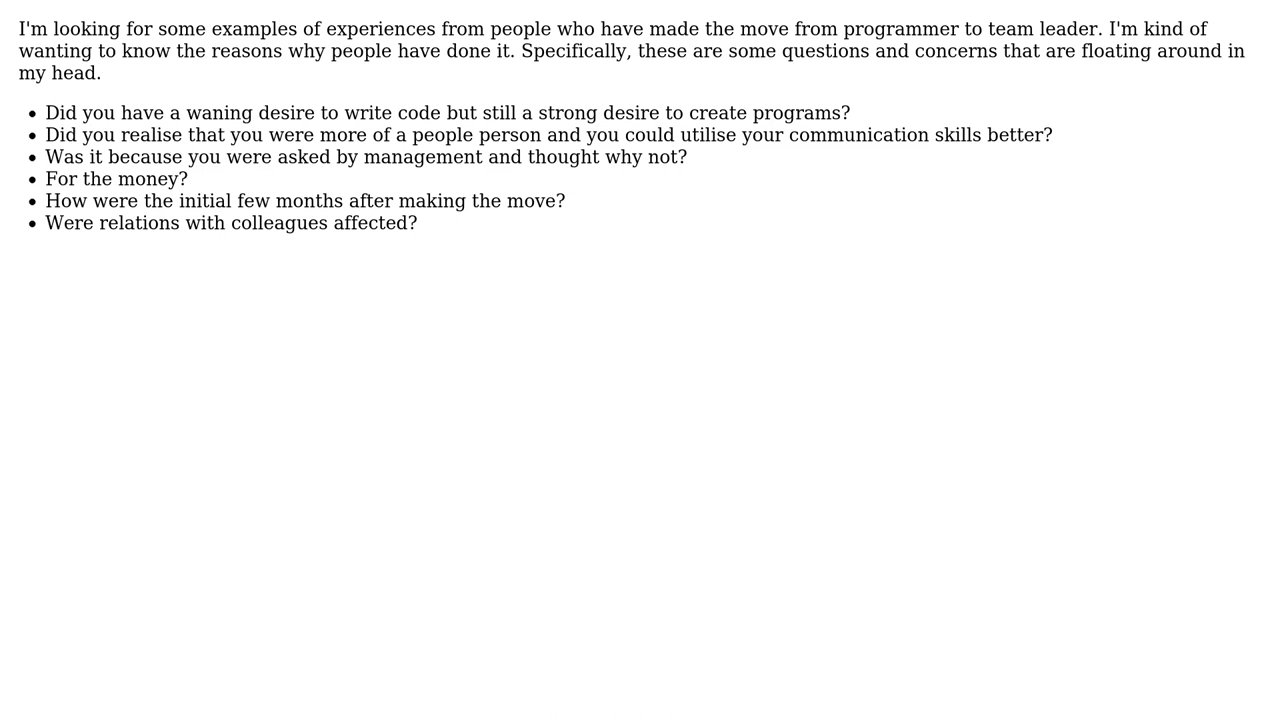 I'm looking for some examples of experiences from people who have made the move from programmer to team leader. I'm kind of
wanting to know the reasons why people have done it. Specifically, these are some questions and concerns that are floating around in
my head.
• Did you have a waning desire to write code but still a strong desire to create programs?
• Did you realise that you were more of a people person and you could utilise your communication skills better?
• Was it because you were asked by management and thought why not?
• For the money?
• How were the initial few months after making the move?
• Were relations with colleagues affected?